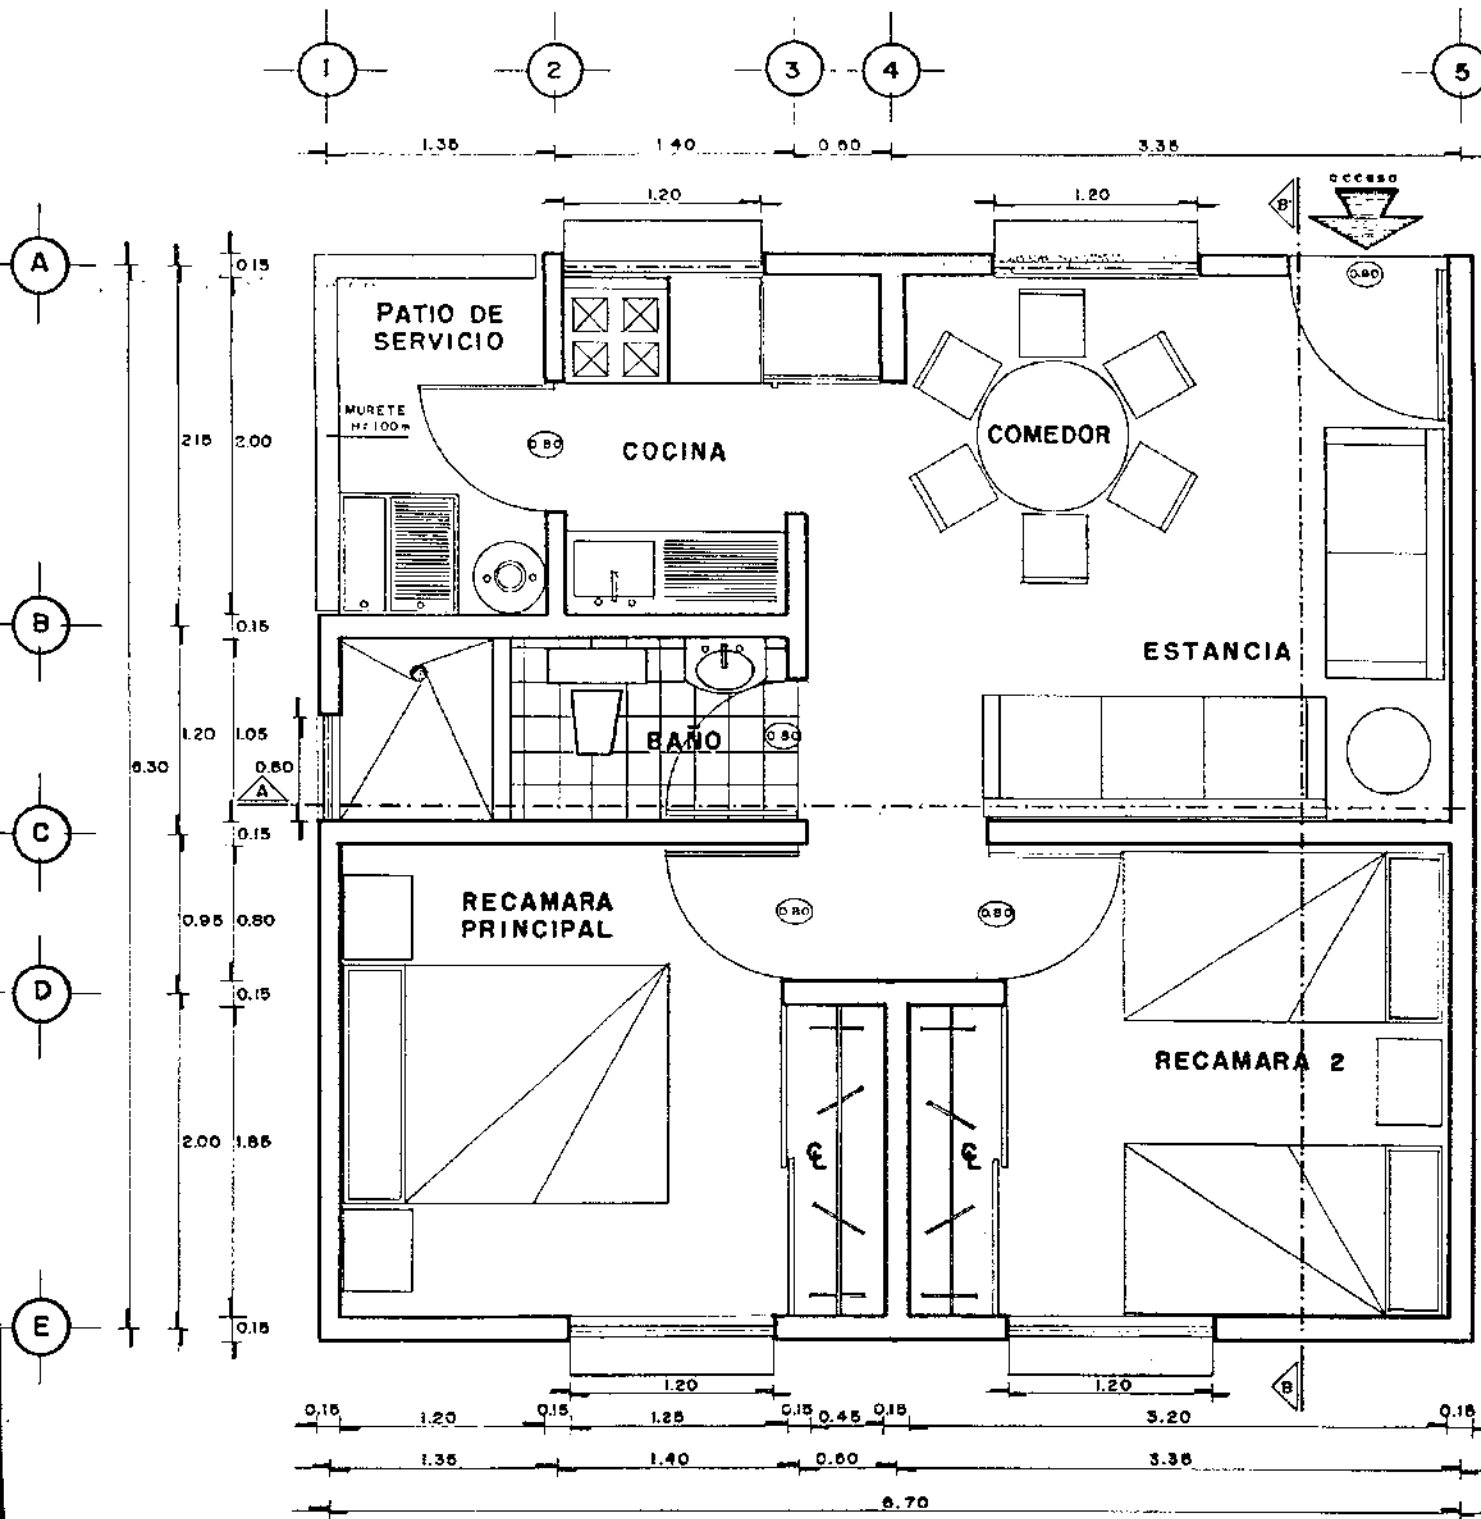 1 2 3 4 5
1.35 1.40 0.60 3.35
1.20 1.20
B'
acceso
A
0.15
0.80
PATIO DE
SERVICIO
MURETE
H=1.00m
2.15 2.00
0.80
COCINA
COMEDOR
B
0.15
ESTANCIA
BAÑO
0.80
1.20 1.05
6.30
0.60
A
C
0.15
RECAMARA
PRINCIPAL
0.95 0.80
0.80 0.80
D
0.15
RECAMARA 2
2.00 1.85
℄ ℄
E
0.15
1.20 1.20
B
0.15 1.20 0.15 1.25 0.15 0.45 0.15 3.20 0.15
1.35 1.40 0.60 3.35
6.70